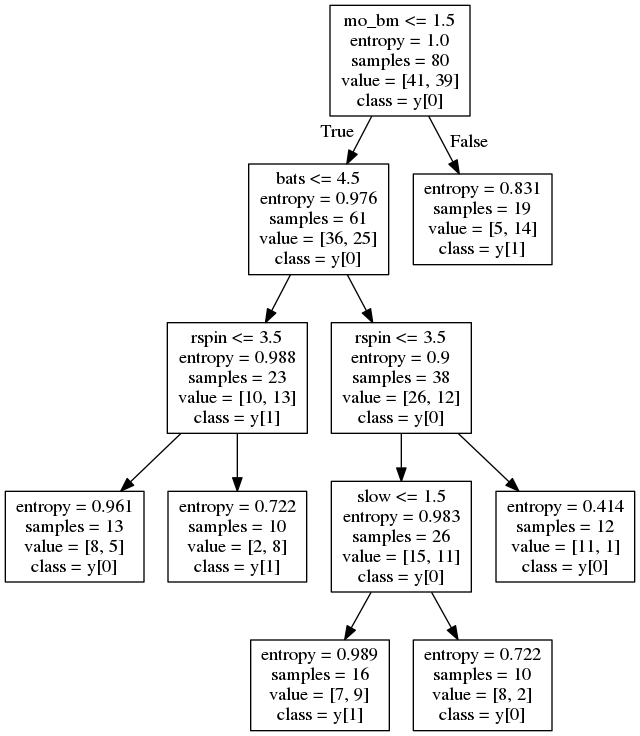 mo_bm <= 1.5
entropy = 1.0
samples = 80
value = [41, 39]
class = y[0]
True
False
bats <= 4.5
entropy = 0.976
samples = 61
value = [36, 25]
class = y[0]
entropy = 0.831
samples = 19
value = [5, 14]
class = y[1]
rspin <= 3.5
entropy = 0.988
samples = 23
value = [10, 13]
class = y[1]
rspin <= 3.5
entropy = 0.9
samples = 38
value = [26, 12]
class = y[0]
entropy = 0.961
samples = 13
value = [8, 5]
class = y[0]
entropy = 0.722
samples = 10
value = [2, 8]
class = y[1]
slow <= 1.5
entropy = 0.983
samples = 26
value = [15, 11]
class = y[0]
entropy = 0.414
samples = 12
value = [11, 1]
class = y[0]
entropy = 0.989
samples = 16
value = [7, 9]
class = y[1]
entropy = 0.722
samples = 10
value = [8, 2]
class = y[0]